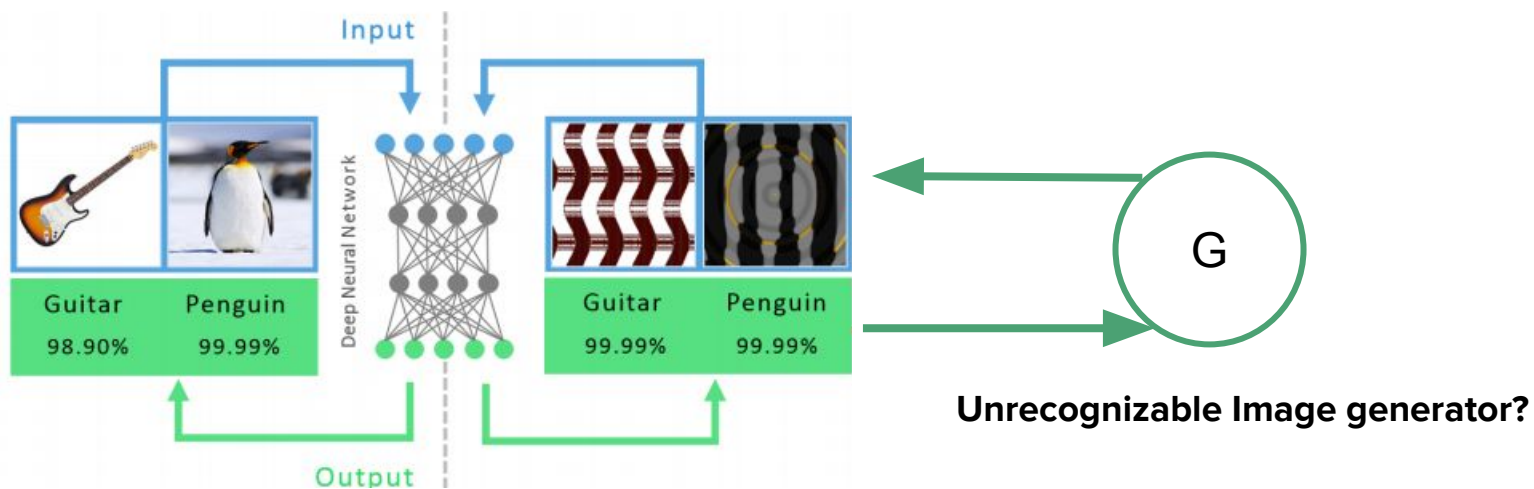 Input
Deep Neural Network
Guitar Penguin
98.90% 99.99%
Guitar Penguin
99.99% 99.99%
Output
G
Unrecognizable Image generator?